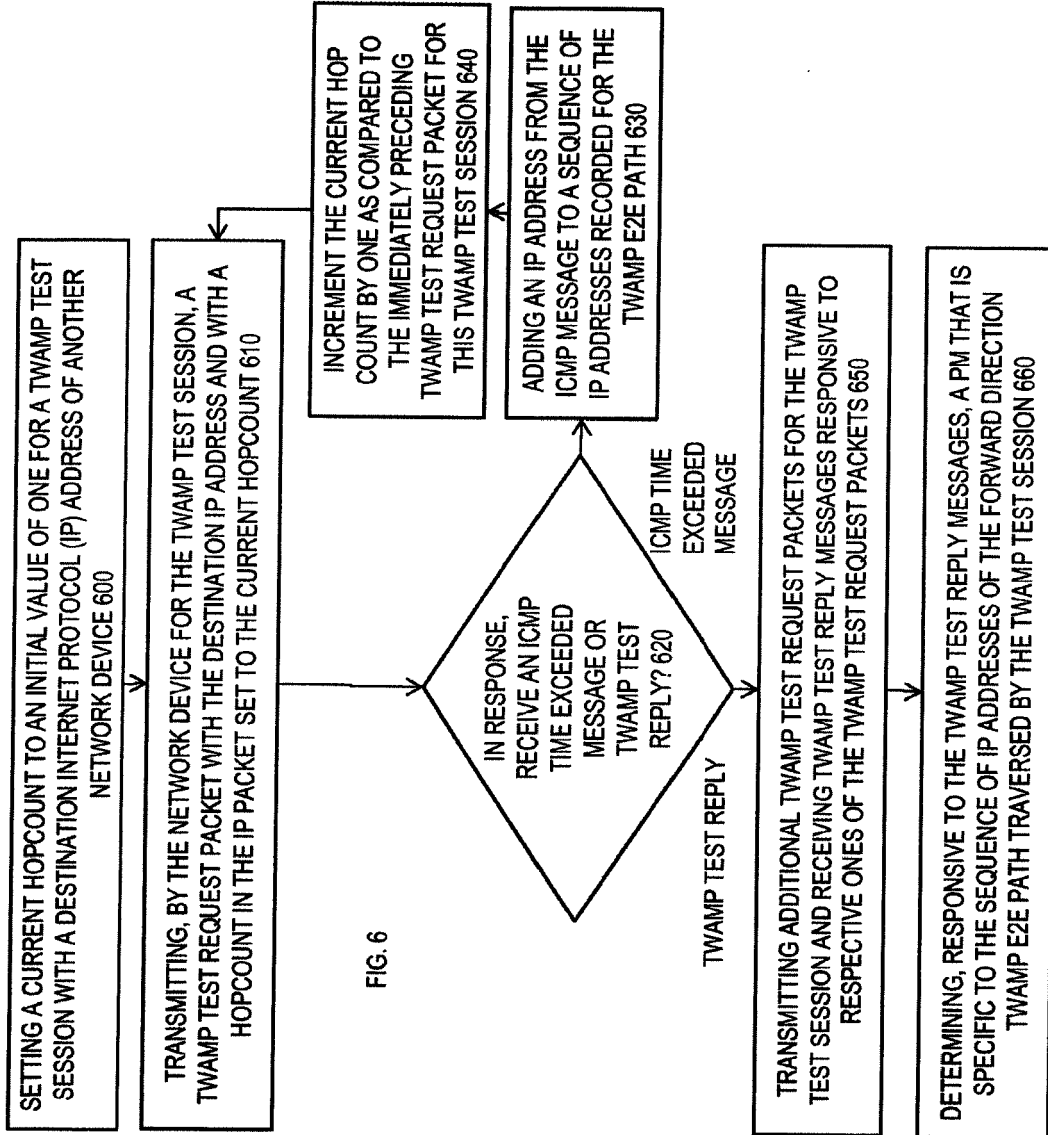 SETTING A CURRENT HOPCOUNT TO AN INITIAL VALUE OF ONE FOR A TWAMP TEST
SESSION WITH A DESTINATION INTERNET PROTOCOL (IP) ADDRESS OF ANOTHER
NETWORK DEVICE 600
TRANSMITTING, BY THE NETWORK DEVICE FOR THE TWAMP TEST SESSION, A
TWAMP TEST REQUEST PACKET WITH THE DESTINATION IP ADDRESS AND WITH A
HOPCOUNT IN THE IP PACKET SET TO THE CURRENT HOPCOUNT 610
FIG. 6
IN RESPONSE,
RECEIVE AN ICMP
TIME EXCEEDED
MESSAGE OR
TWAMP TEST
REPLY? 620
ICMP TIME
EXCEEDED
MESSAGE
ADDING AN IP ADDRESS FROM THE
ICMP MESSAGE TO A SEQUENCE OF
IP ADDRESSES RECORDED FOR THE
TWAMP E2E PATH 630
INCREMENT THE CURRENT HOP
COUNT BY ONE AS COMPARED TO
THE IMMEDIATELY PRECEDING
TWAMP TEST REQUEST PACKET FOR
THIS TWAMP TEST SESSION 640
TWAMP TEST REPLY
TRANSMITTING ADDITIONAL TWAMP TEST REQUEST PACKETS FOR THE TWAMP
TEST SESSION AND RECEIVING TWAMP TEST REPLY MESSAGES RESPONSIVE TO
RESPECTIVE ONES OF THE TWAMP TEST REQUEST PACKETS 650
DETERMINING, RESPONSIVE TO THE TWAMP TEST REPLY MESSAGES, A PM THAT IS
SPECIFIC TO THE SEQUENCE OF IP ADDRESSES OF THE FORWARD DIRECTION
TWAMP E2E PATH TRAVERSED BY THE TWAMP TEST SESSION 660